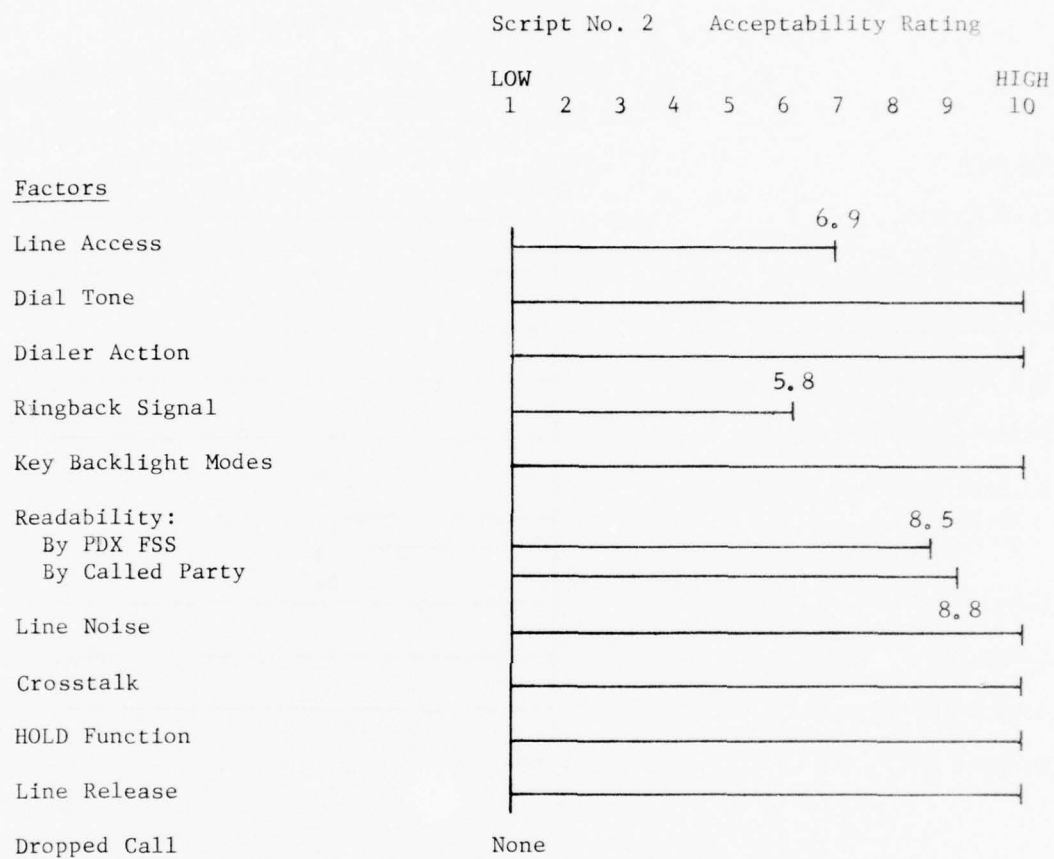 Script No. 2 Acceptability Rating
LOW HIGH
1 2 3 4 5 6 7 8 9 10
Factors
6.9
Line Access
Dial Tone
Dialer Action
5.8
Ringback Signal
Key Backlight Modes
Readability: 8.5
By PDX FSS
By Called Party
8.8
Line Noise
Crosstalk
HOLD Function
Line Release
Dropped Call None